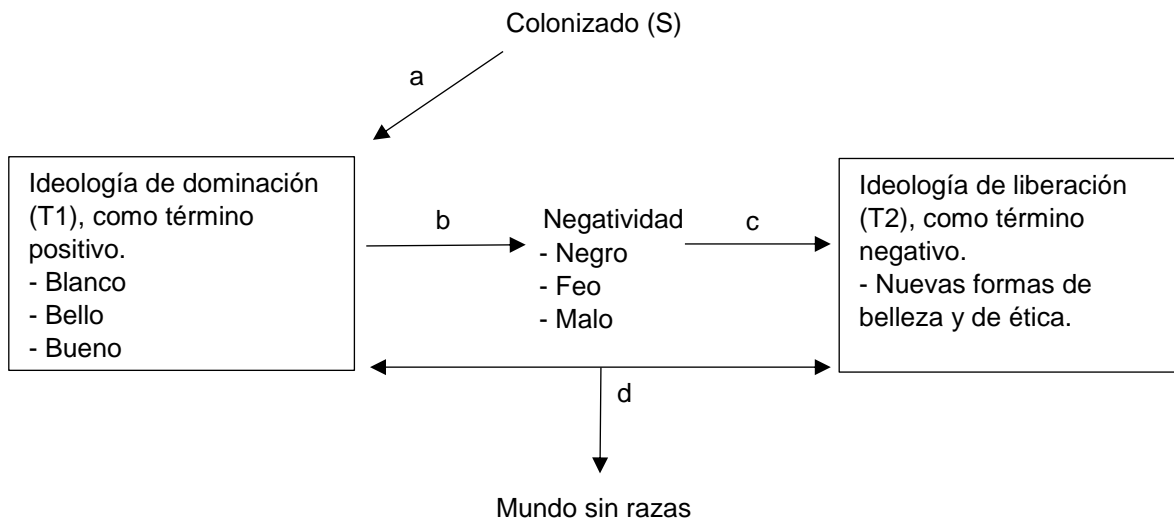 Colonizado (S)
a
Ideología de dominación
(T1), como término
positivo.
- Blanco
- Bello
- Bueno
b
Negatividad
- Negro
- Feo
- Malo
c
Ideología de liberación
(T2), como término
negativo.
- Nuevas formas de
belleza y de ética.
d
Mundo sin razas